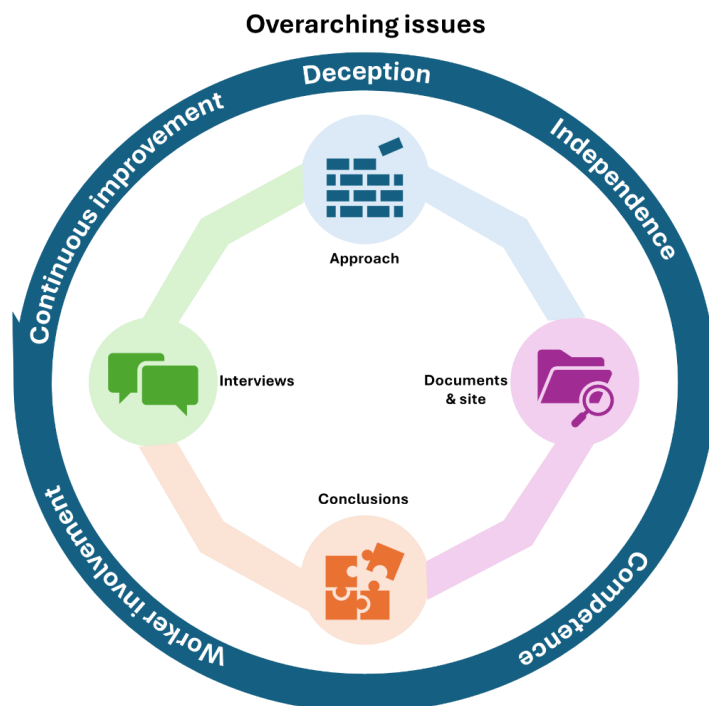 Overarching issues
Deception
Independence
Competence
Worker involvement
Continuous improvement
Approach
Documents
& site
Conclusions
Interviews